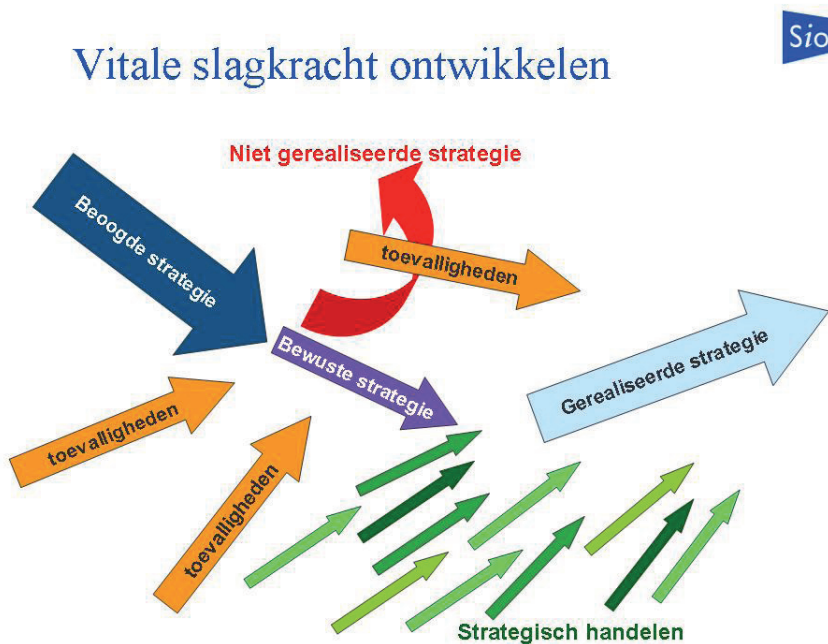 Sio
Vitale slagkracht ontwikkelen
Niet gerealiseerde strategie
Beoogde strategie
toevalligheden
Bewuste strategie
Gerealiseerde strategie
toevalligheden
toevalligheden
Strategisch handelen